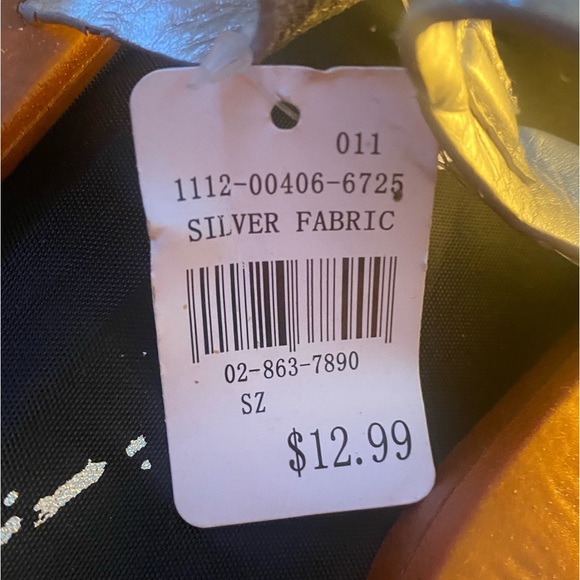 011
1112-00406-6725
SILVER FABRIC
02-863-7890
SZ
$12.99